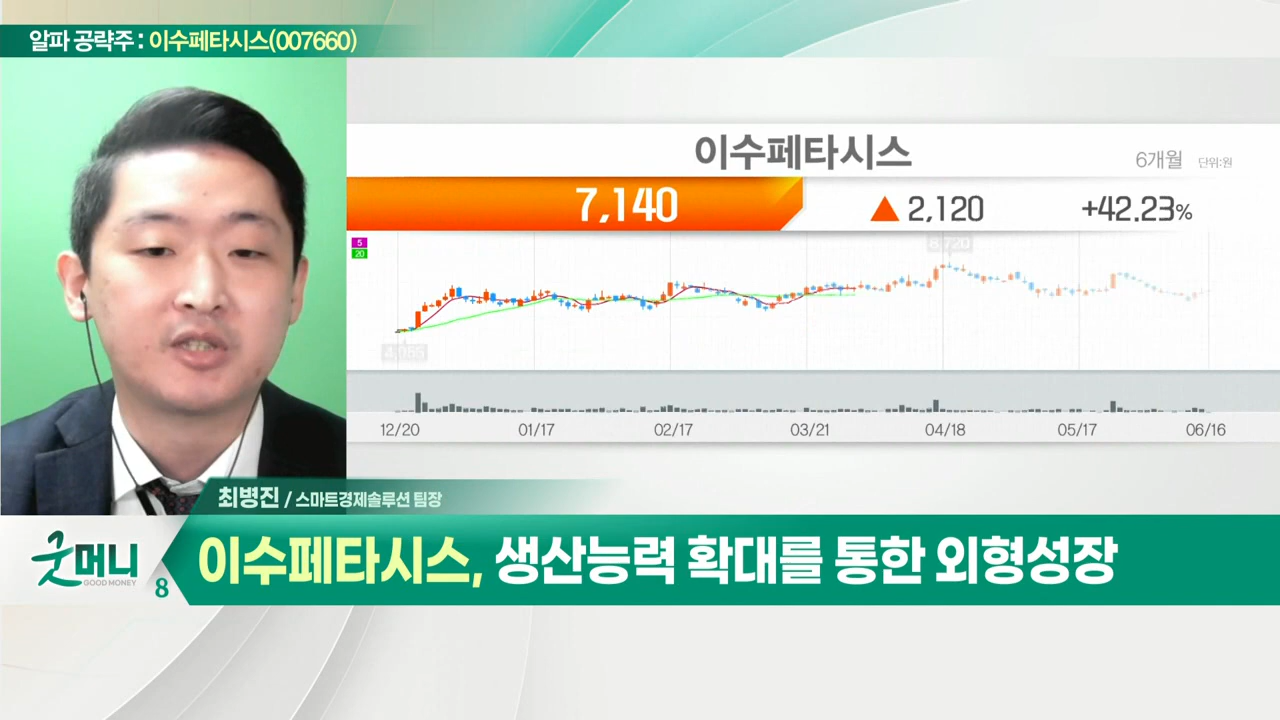 알파 공략주 : 이수페타시스(007660)
이수페타시스
6개월 단위:원
7,140 ▲ 2,120 +42.23%
5
20
8,720
4,065
12/20 01/17 02/17 03/21 04/18 05/17 06/16
최병진 / 스마트경제솔루션 팀장
굿머니
GOOD MONEY
8
이수페타시스, 생산능력 확대를 통한 외형성장